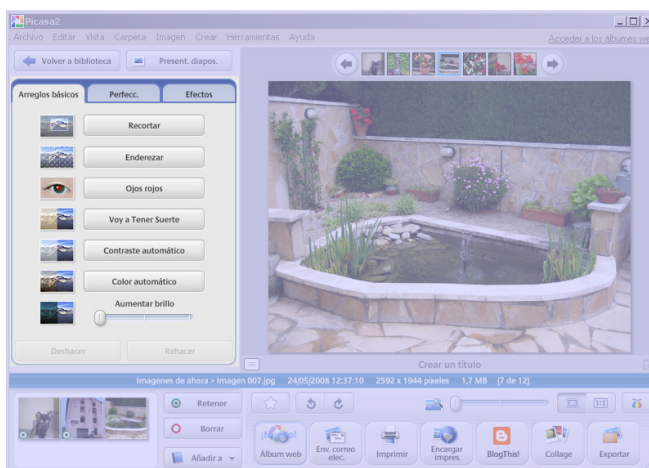 Picasa2
Archivo Editar Vista Carpeta Imagen Crear Herramientas Ayuda
Acceder a los álbumes we
Volver a biblioteca
Present. diapos.
Arreglos básicos
Perfecc.
Efectos
Recortar
Enderezar
Ojos rojos
Voy a Tener Suerte
Contraste automático
Color automático
Aumentar brillo
Deshacer
Rehacer
Crear un título
Imagenes de ahora > Imagen 007.jpg 24/05/2008 12:37:10 2592 x 1944 píxeles 1,7 MB (7 de 12)
Retener
Borrar
Añadir a
1:1
¡Nuevo!
Álbum web
Env. correo
elec.
Imprimir
Encargar
impres.
BlogThis!
Collage
Exportar